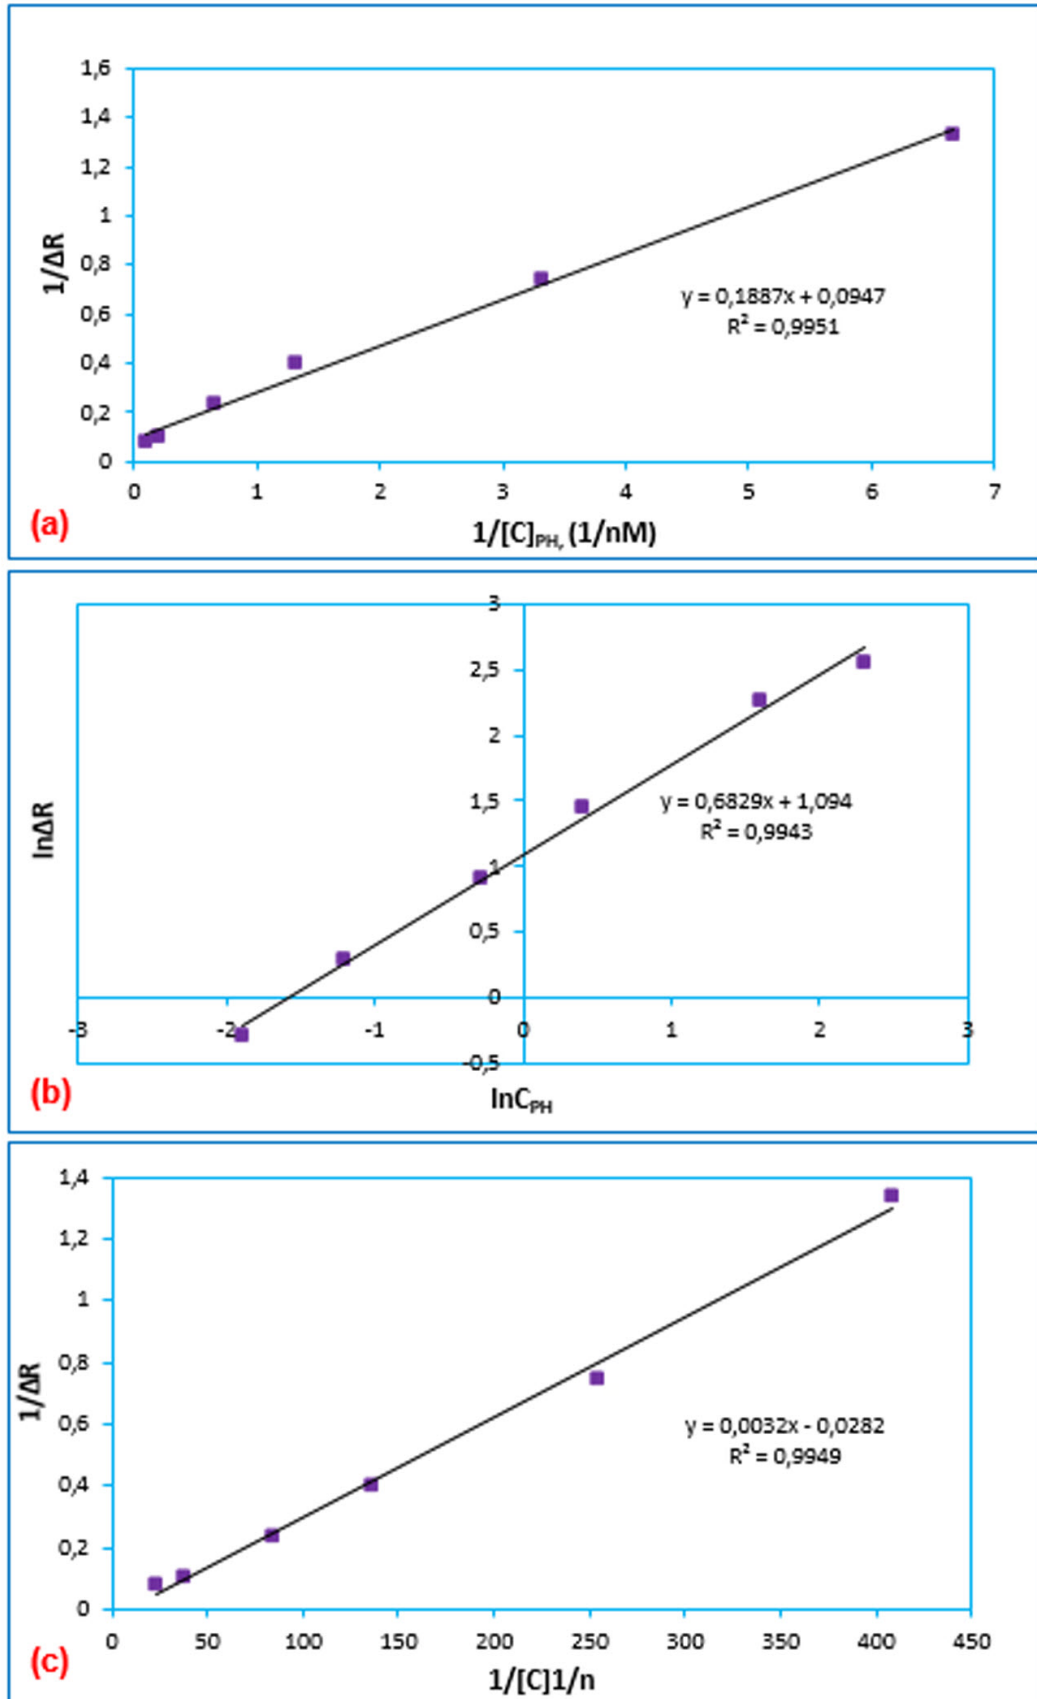 1,6
1,4
1,2
1
0,8
0,6
0,4
0,2
0
1/ΔR
y = 0,1887x + 0,0947
R² = 0,9951
0 1 2 3 4 5 6 7
1/[C]PH, (1/nM)
(a)
3
2,5
2
1,5
1
0,5
0
-0,5
lnΔR
y = 0,6829x + 1,094
R² = 0,9943
-3 -2 -1 0 1 2 3
lnCPH
(b)
1,4
1,2
1
0,8
0,6
0,4
0,2
0
1/ΔR
y = 0,0032x - 0,0282
R² = 0,9949
0 50 100 150 200 250 300 350 400 450
1/[C]1/n
(c)